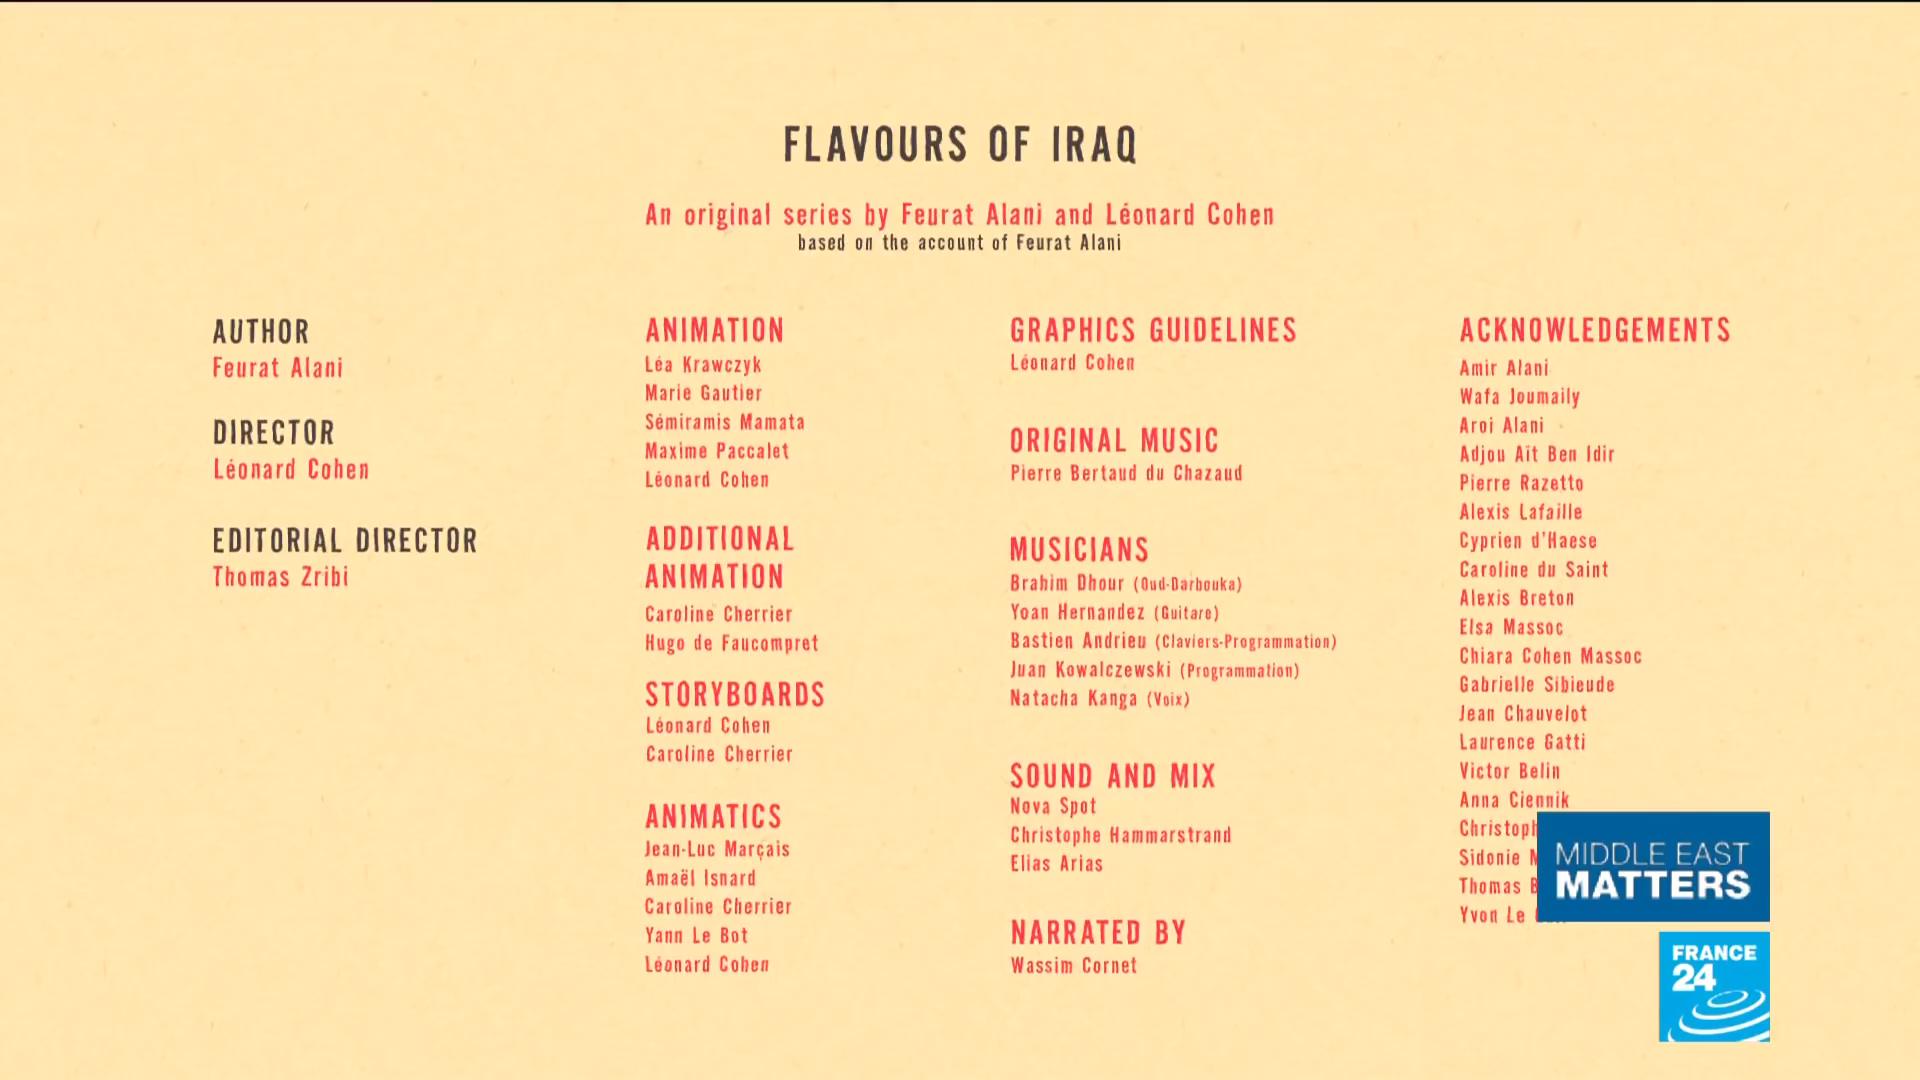 FLAVOURS OF IRAQ
An original series by Feurat Alani and Léonard Cohen
based on the account of Feurat Alani
AUTHOR
Feurat Alani
DIRECTOR
Léonard Cohen
EDITORIAL DIRECTOR
Thomas Zribi
ANIMATION
Léa Krawczyk
Marie Gautier
Sémiramis Mamata
Maxime Paccalet
Léonard Cohen
ADDITIONAL
ANIMATION
Caroline Cherrier
Hugo de Faucompret
STORYBOARDS
Léonard Cohen
Caroline Cherrier
ANIMATICS
Jean-Luc Marçais
Amaël Isnard
Caroline Cherrier
Yann Le Bot
Léonard Cohen
GRAPHICS GUIDELINES
Léonard Cohen
ORIGINAL MUSIC
Pierre Bertaud du Chazaud
MUSICIANS
Brahim Dhour (Oud-Darbouka)
Yoan Hernandez (Guitare)
Bastien Andrieu (Claviers-Programmation)
Juan Kowalczewski (Programmation)
Natacha Kanga (Voix)
SOUND AND MIX
Nova Spot
Christophe Hammarstrand
Elias Arias
NARRATED BY
Wassim Cornet
ACKNOWLEDGEMENTS
Amir Alani
Wafa Joumaily
Aroi Alani
Adjou Aït Ben Idir
Pierre Razetto
Alexis Lafaille
Cyprien d'Haese
Caroline du Saint
Alexis Breton
Elsa Massoc
Chiara Cohen Massoc
Gabrielle Sibieude
Jean Chauvelot
Laurence Gatti
Victor Belin
Anna Ciennik
Sidonie
Thomas
Yvon Le
MIDDLE EAST
MATTERS
FRANCE
24